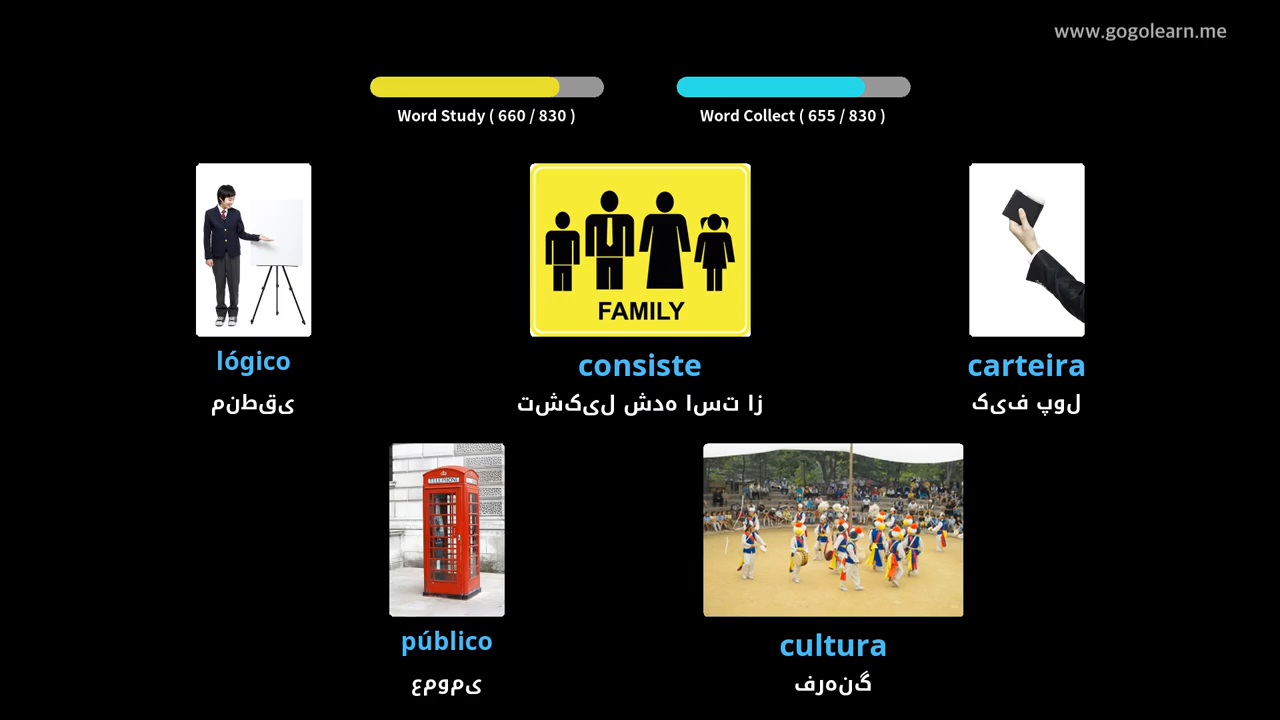 www.gogolearn.me
Word Study ( 660 / 830 )
Word Collect ( 655 / 830 )
FAMILY
lógico
منطقی
consiste
تشکیل شده است از
carteira
کیف پول
TELEPHONE
público
عمومی
cultura
فرهنگ